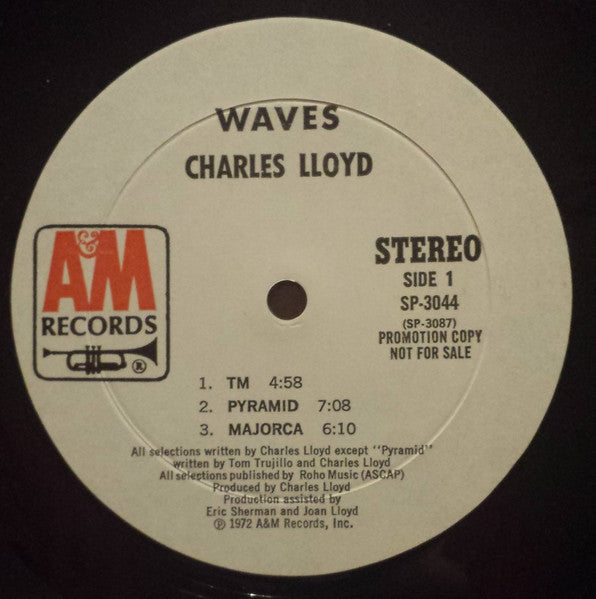 WAVES
CHARLES LLOYD
A&M
RECORDS
®
STEREO
SIDE 1
SP-3044
(SP-3087)
PROMOTION COPY
NOT FOR SALE
1. TM 4:58
2. PYRAMID 7:08
3. MAJORCA 6:10
All selections written by Charles Lloyd except "Pyramid"
written by Tom Trujillo and Charles Lloyd
All selections published by Roho Music (ASCAP)
Produced by Charles Lloyd
Production assisted by
Eric Sherman and Joan Lloyd
℗ 1972 A&M Records, Inc.